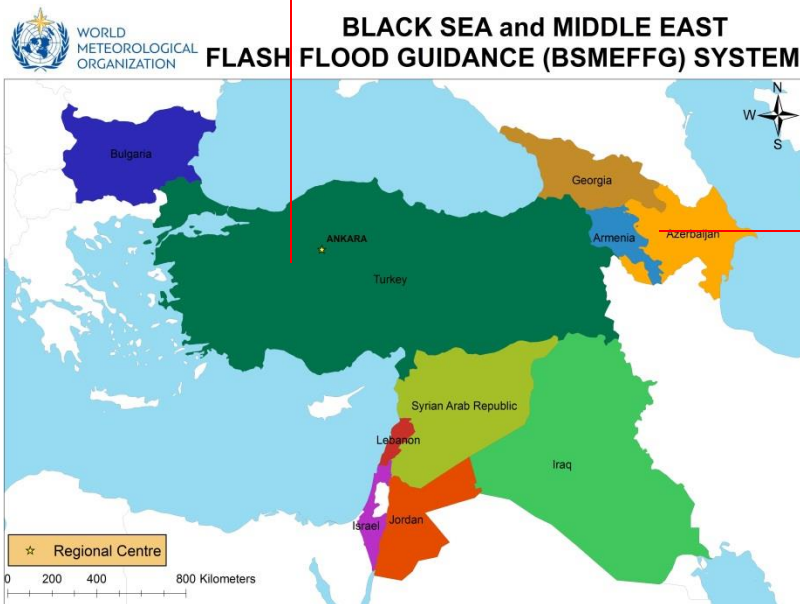 WORLD
METEOROLOGICAL
ORGANIZATION
BLACK SEA and MIDDLE EAST
FLASH FLOOD GUIDANCE (BSMEFFG) SYSTEM
N
W
S
Bulgaria
Georgia
Armenia
Azerbaijan
ANKARA
Turkey
Syrian Arab Republic
Lebanon
Iraq
Israel
Jordan
Regional Centre
0 200 400 800 Kilometers